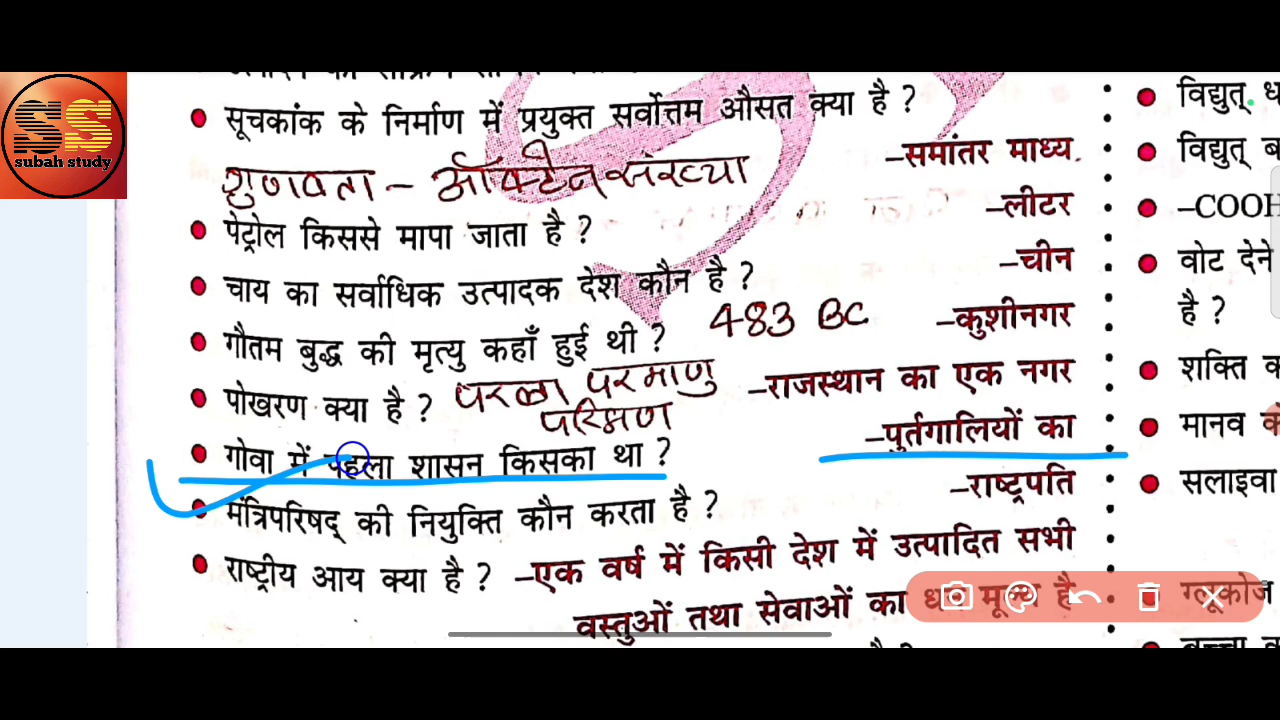 SS
subah study
सूचकांक के निर्माण में प्रयुक्त सर्वोत्तम औसत क्या है ?
–समांतर माध्य
गुणवता – ऑक्टेन संख्या
–लीटर
पेट्रोल किससे मापा जाता है ?
–चीन
चाय का सर्वाधिक उत्पादक देश कौन है ?
483 BC
–कुशीनगर
गौतम बुद्ध की मृत्यु कहाँ हुई थी ?
–राजस्थान का एक नगर
पोखरण क्या है ?
परमाणु
परिक्षण
–पुर्तगालियों का
गोवा में पहला शासन किसका था ?
–राष्ट्रपति
मंत्रिपरिषद् की नियुक्ति कौन करता है ?
राष्ट्रीय आय क्या है ? –एक वर्ष में किसी देश में उत्पादित सभी
वस्तुओं तथा सेवाओं का मूल्य है
विद्युत्
विद्युत्
–COOH
वोट देने
है ?
शक्ति
मानव
सलाइवा
ग्लूकोज